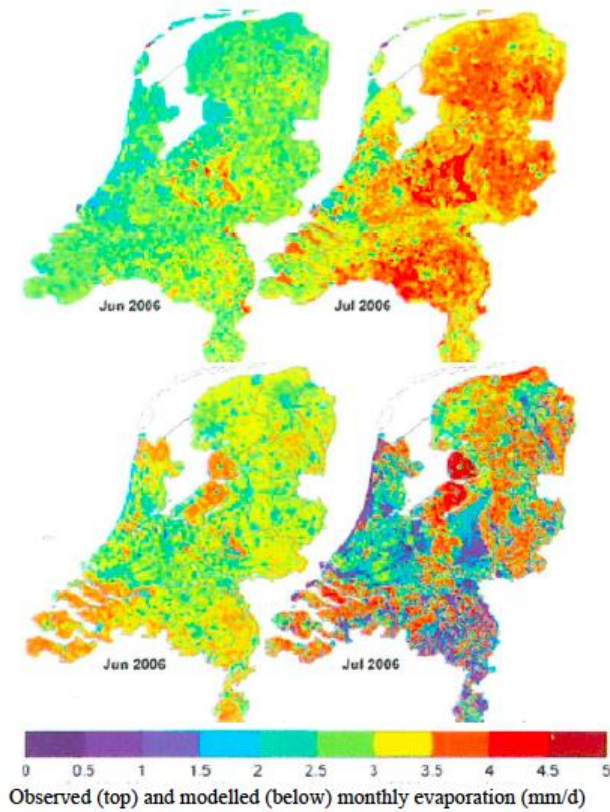 Jun 2006
Jul 2006
Jun 2006
Jul 2006
0 0.5 1 1.5 2 2.5 3 3.5 4 4.5 5
Observed (top) and modelled (below) monthly evaporation (mm/d)